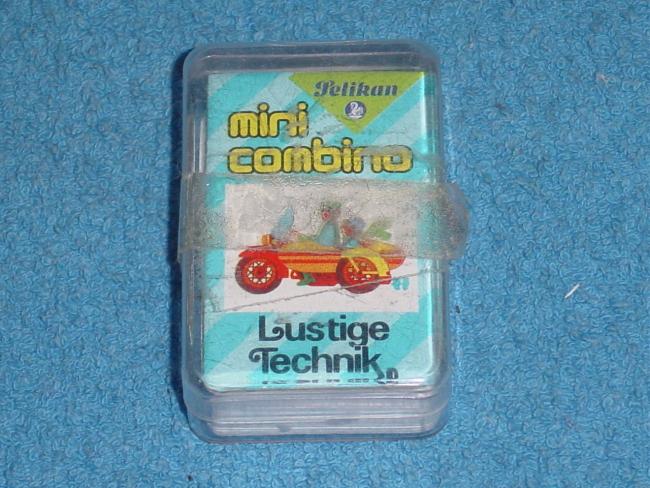 Pelikan
mini
combino
Lustige
Technik